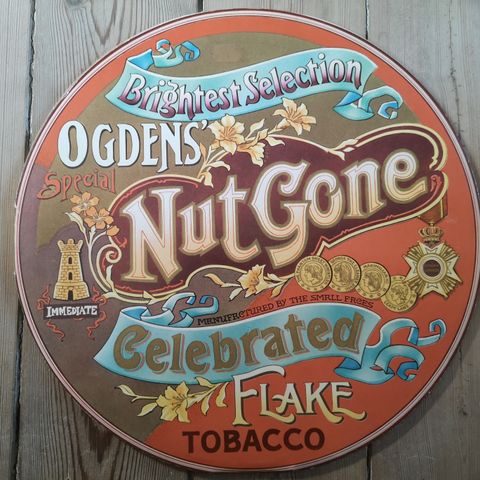 Brightest Selection
OGDENS'
Special
Nut Gone
IMMEDIATE
MANUFACTURED BY THE SMALL FACES
Celebrated
FLAKE
TOBACCO